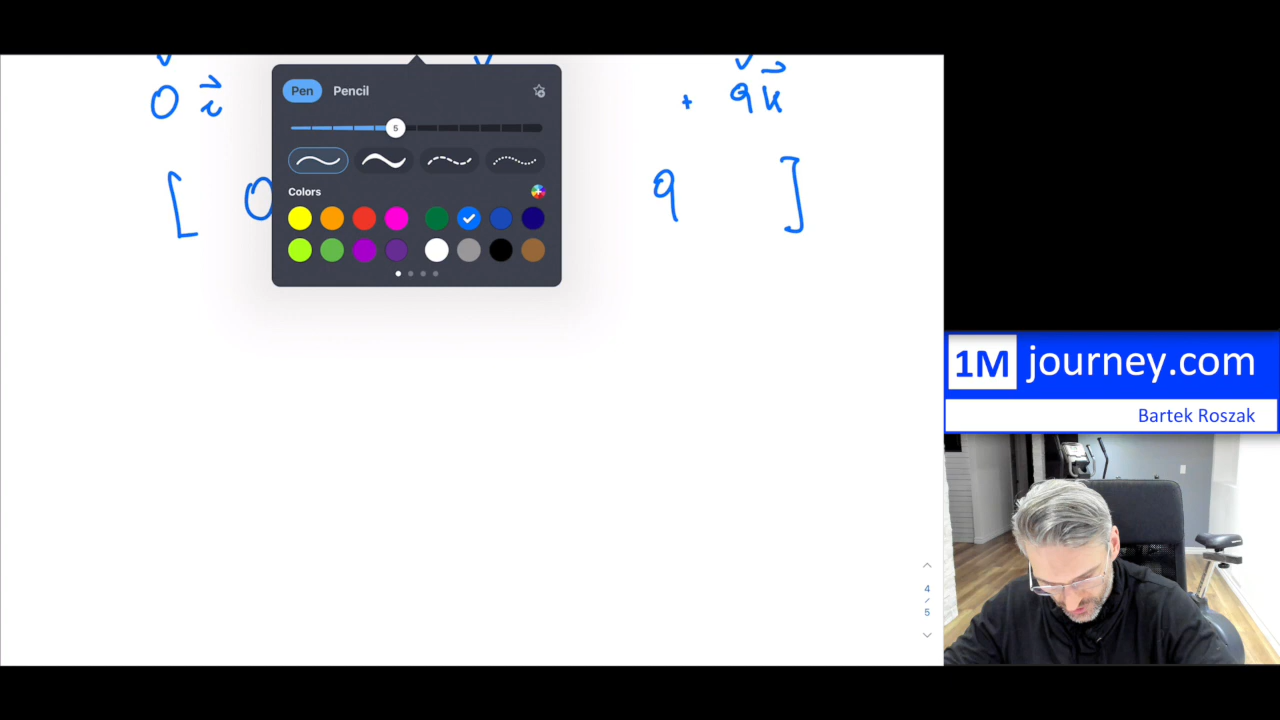 Pen Pencil
0 i⃗ + 9k⃗
5
[ 0 9 ]
Colors
1M journey.com
Bartek Roszak
4
/
5